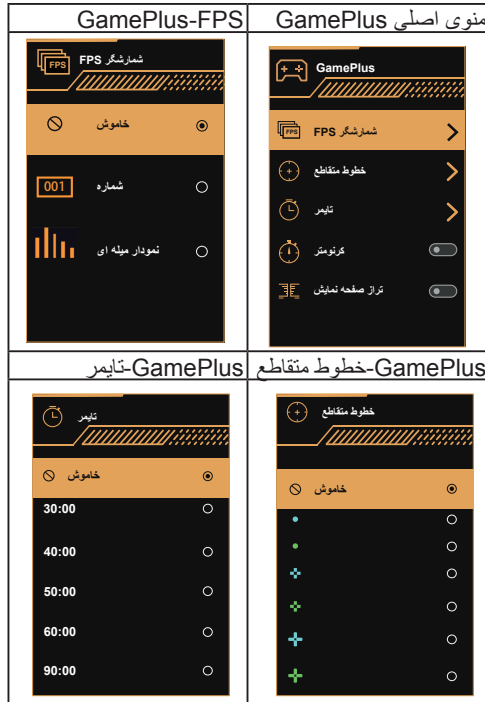 منوی اصلی GamePlus
GamePlus
شمارشگر FPS
خطوط متقاطع
تایمر
کرنومتر
تراز صفحه نمایش
GamePlus-FPS
شمارشگر FPS
FPS
خاموش
001
شماره
نمودار میله ای
GamePlus-خطوط متقاطع
خطوط متقاطع
خاموش
GamePlus-تایمر
تایمر
خاموش
30:00
40:00
50:00
60:00
90:00